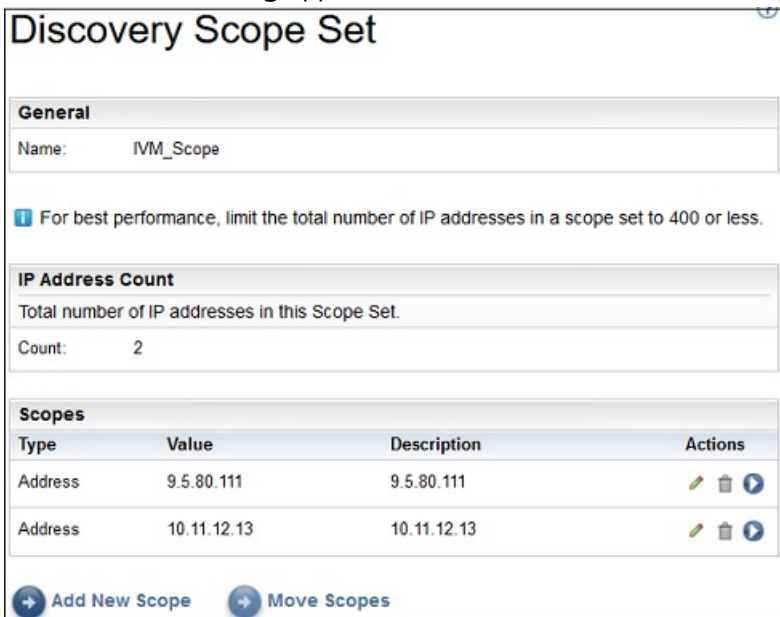 Discovery Scope Set
General
Name: IVM_Scope
For best performance, limit the total number of IP addresses in a scope set to 400 or less.
IP Address Count
Total number of IP addresses in this Scope Set.
Count: 2
Scopes
Type Value Description Actions
Address 9.5.80.111 9.5.80.111
Address 10.11.12.13 10.11.12.13
Add New Scope Move Scopes